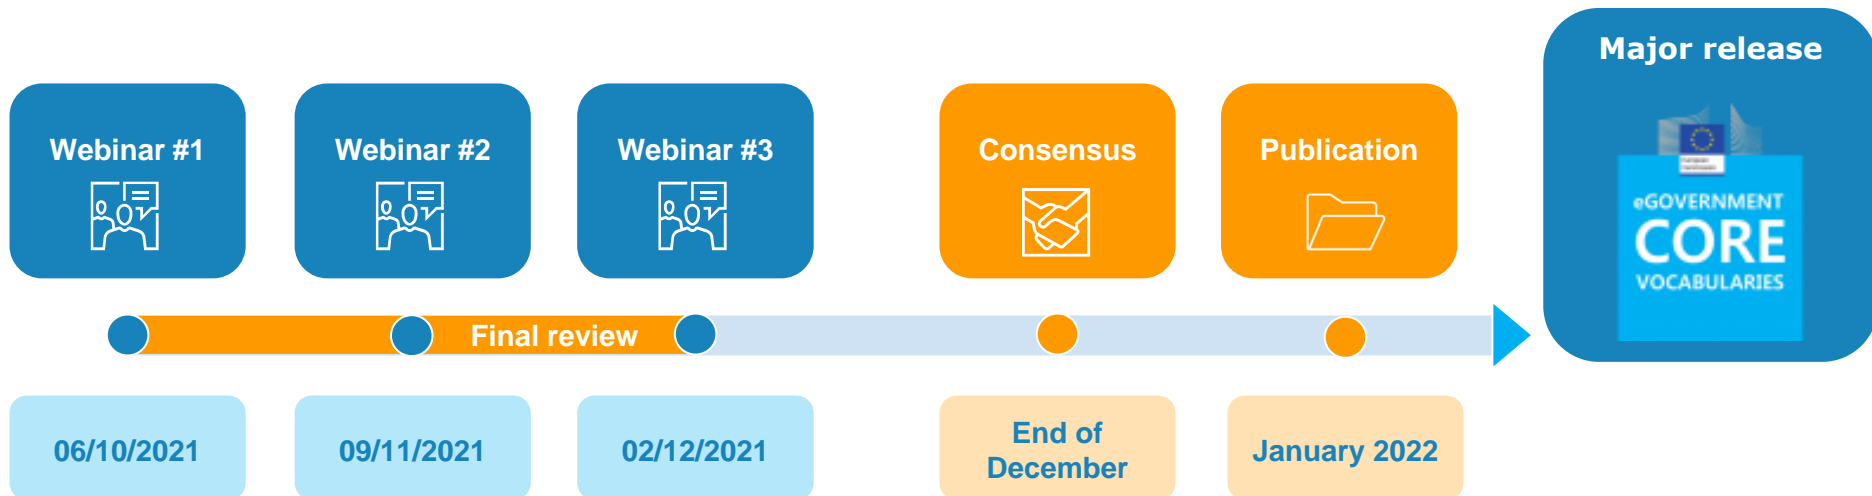 Major release
Webinar #1
Webinar #2
Webinar #3
Consensus
Publication
eGOVERNMENT
CORE
VOCABULARIES
Final review
06/10/2021
09/11/2021
02/12/2021
End of
December
January 2022